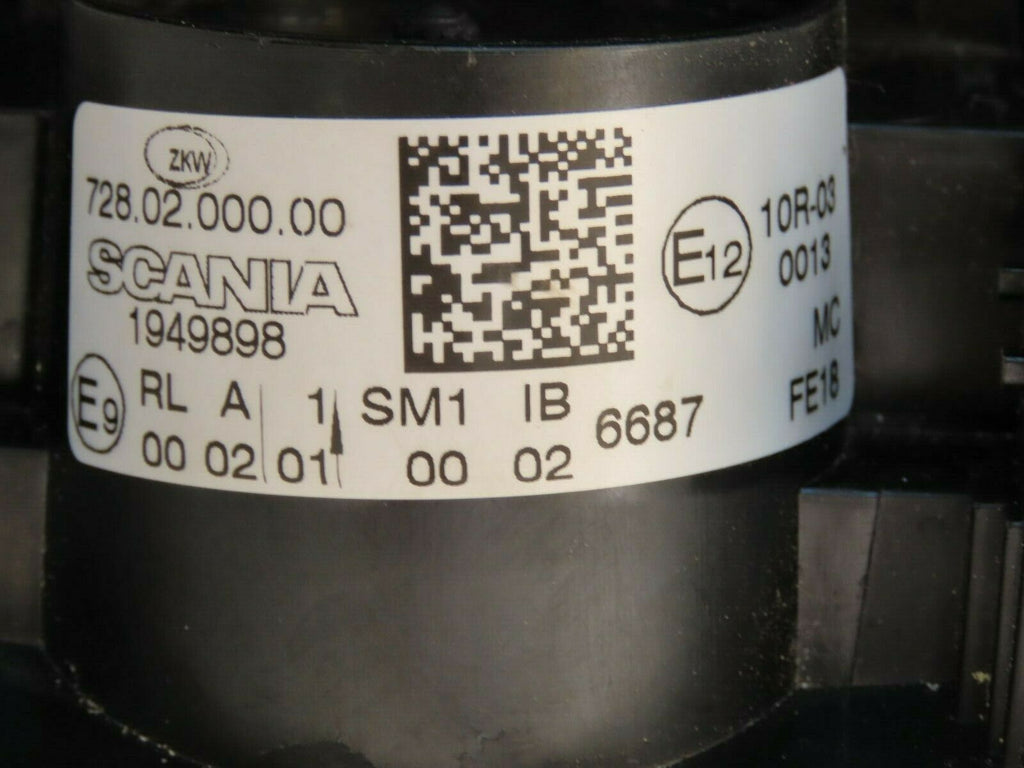 ZKW
728.02.000.00
SCANIA
1949898
E9
RL A 1 SM1 IB
00 02 01 00 02
6687
E12
10R-03
0013
MC
FE18